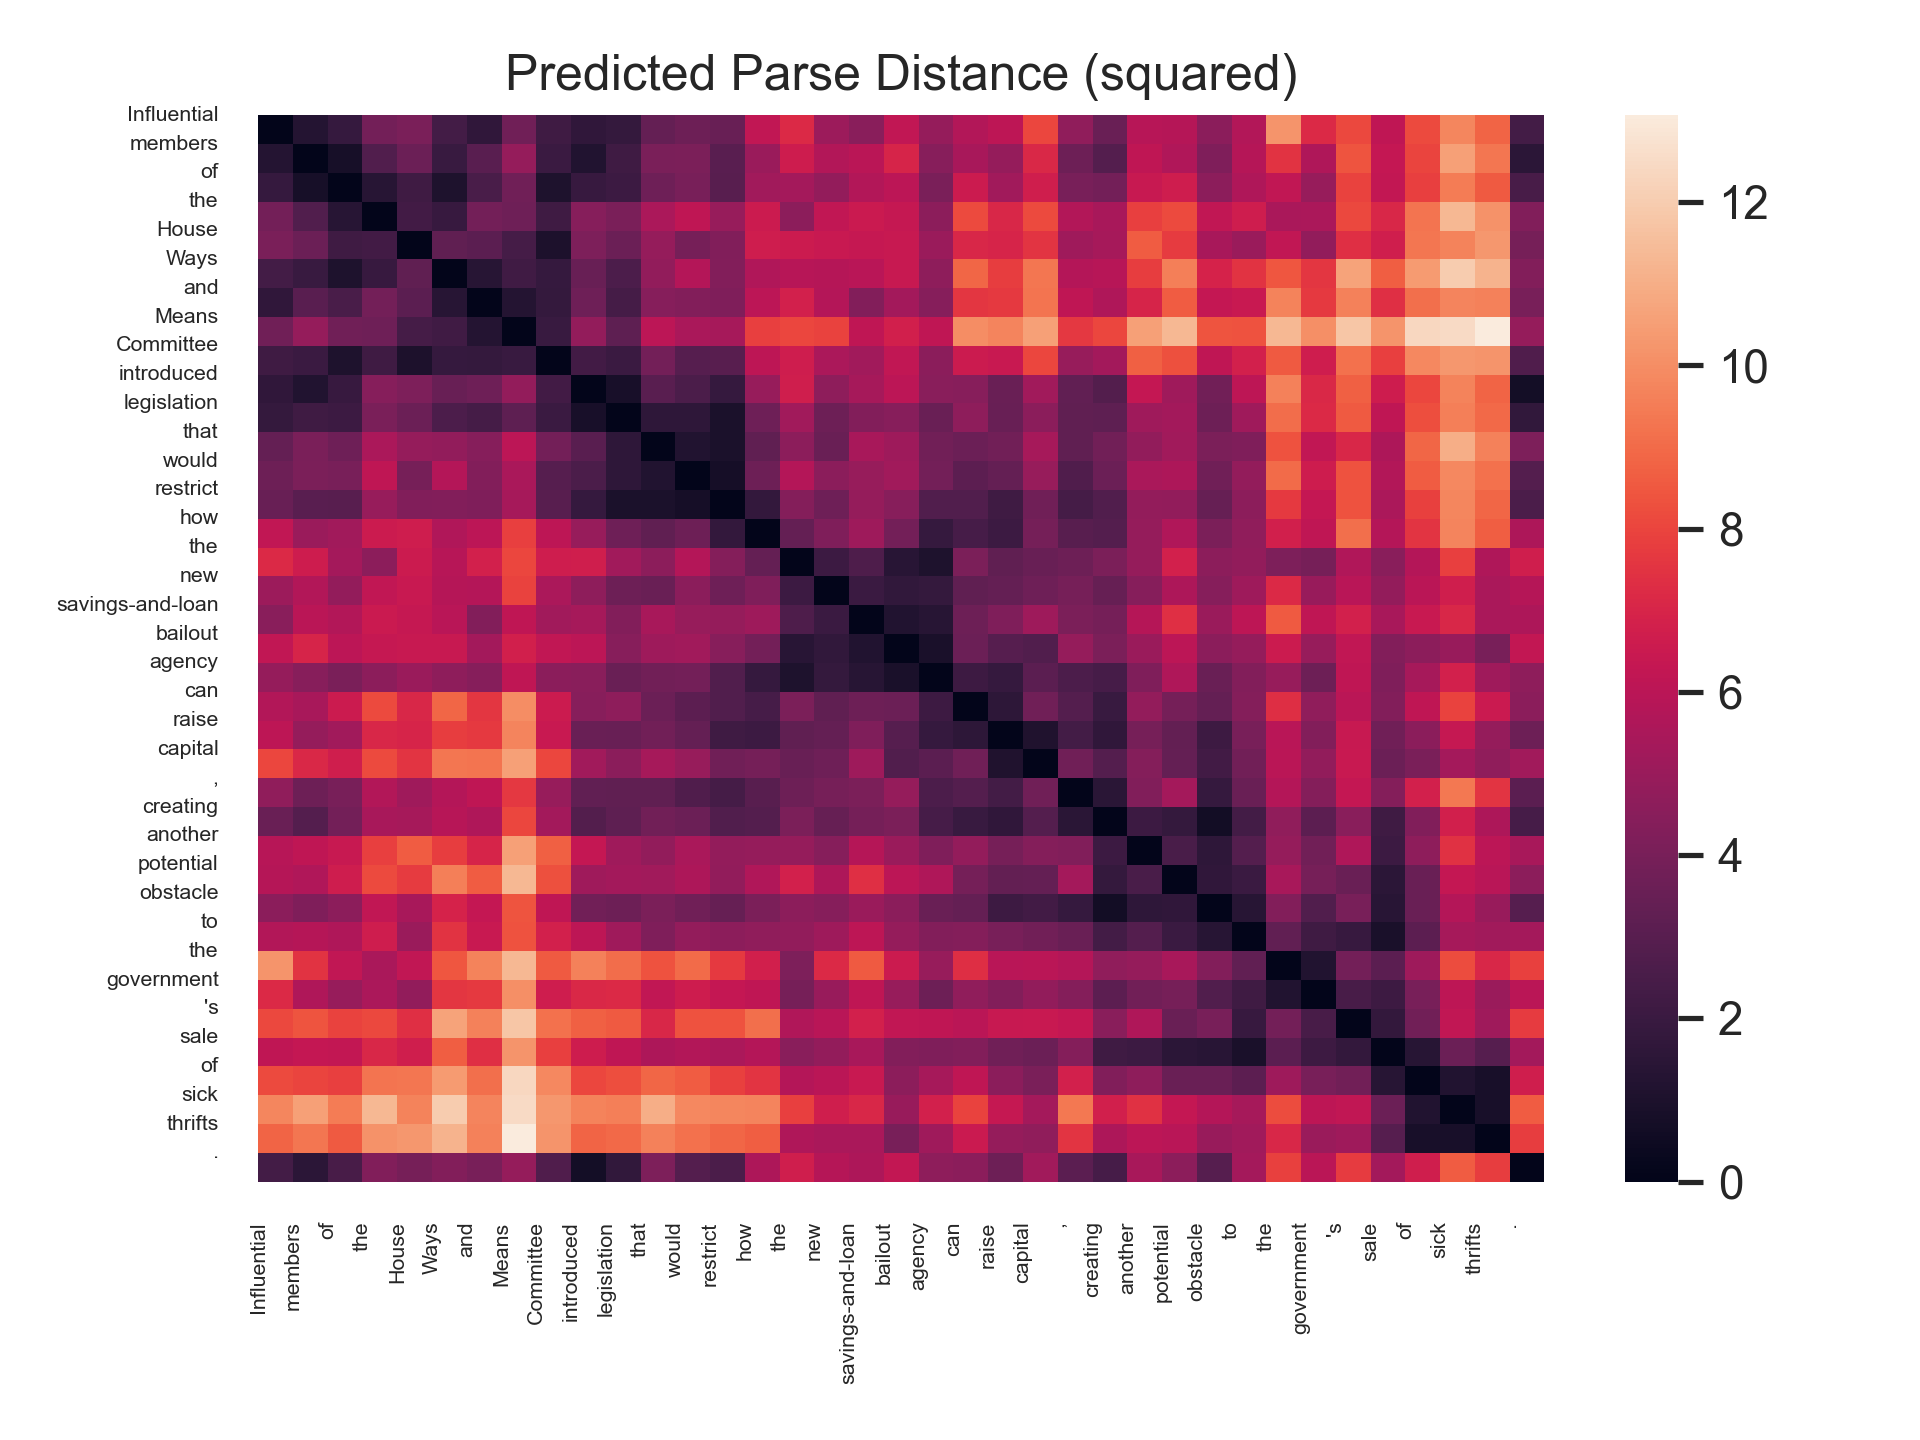 Predicted Parse Distance (squared)
Influential
members
of
the
House
Ways
and
Means
Committee
introduced
legislation
that
would
restrict
how
the
new
savings-and-loan
bailout
agency
can
raise
capital
,
creating
another
potential
obstacle
to
the
government
's
sale
of
sick
thrifts
.
Influential
members
of
the
House
Ways
and
Means
Committee
introduced
legislation
that
would
restrict
how
the
new
savings-and-loan
bailout
agency
can
raise
capital
,
creating
another
potential
obstacle
to
the
government
's
sale
of
sick
thrifts
.
12
10
8
6
4
2
0